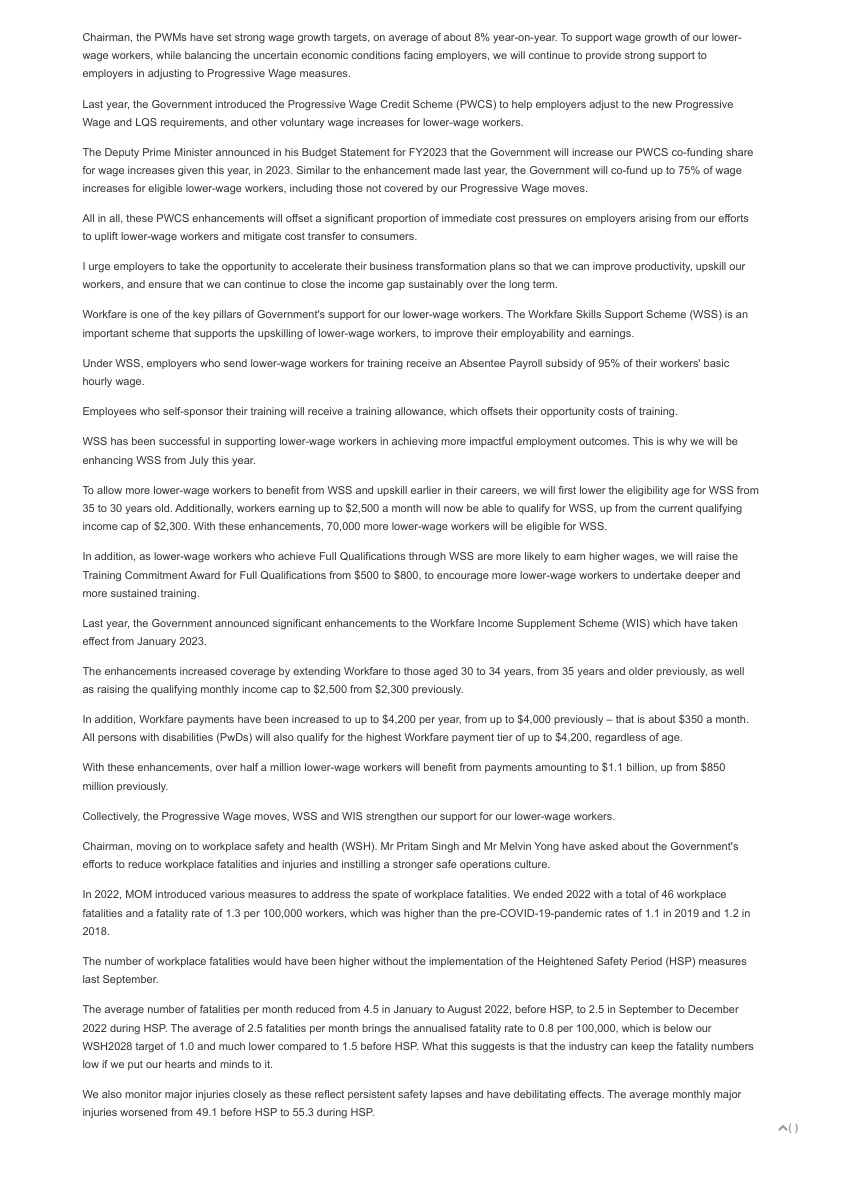 Chairman, the PWMs have set strong wage growth targets, on average of about 8% year-on-year. To support wage growth of our lower-
wage workers, while balancing the uncertain economic conditions facing employers, we will continue to provide strong support to
employers in adjusting to Progressive Wage measures.
Last year, the Government introduced the Progressive Wage Credit Scheme (PWCS) to help employers adjust to the new Progressive
Wage and LQS requirements, and other voluntary wage increases for lower-wage workers.
The Deputy Prime Minister announced in his Budget Statement for FY2023 that the Government will increase our PWCS co-funding share
for wage increases given this year, in 2023. Similar to the enhancement made last year, the Government will co-fund up to 75% of wage
increases for eligible lower-wage workers, including those not covered by our Progressive Wage moves.
All in all, these PWCS enhancements will offset a significant proportion of immediate cost pressures on employers arising from our efforts
to uplift lower-wage workers and mitigate cost transfer to consumers.
I urge employers to take the opportunity to accelerate their business transformation plans so that we can improve productivity, upskill our
workers, and ensure that we can continue to close the income gap sustainably over the long term.
Workfare is one of the key pillars of Government's support for our lower-wage workers. The Workfare Skills Support Scheme (WSS) is an
important scheme that supports the upskilling of lower-wage workers, to improve their employability and earnings.
Under WSS, employers who send lower-wage workers for training receive an Absentee Payroll subsidy of 95% of their workers' basic
hourly wage.
Employees who self-sponsor their training will receive a training allowance, which offsets their opportunity costs of training.
WSS has been successful in supporting lower-wage workers in achieving more impactful employment outcomes. This is why we will be
enhancing WSS from July this year.
To allow more lower-wage workers to benefit from WSS and upskill earlier in their careers, we will first lower the eligibility age for WSS from
35 to 30 years old. Additionally, workers earning up to $2,500 a month will now be able to qualify for WSS, up from the current qualifying
income cap of $2,300. With these enhancements, 70,000 more lower-wage workers will be eligible for WSS.
In addition, as lower-wage workers who achieve Full Qualifications through WSS are more likely to earn higher wages, we will raise the
Training Commitment Award for Full Qualifications from $500 to $800, to encourage more lower-wage workers to undertake deeper and
more sustained training.
Last year, the Government announced significant enhancements to the Workfare Income Supplement Scheme (WIS) which have taken
effect from January 2023.
The enhancements increased coverage by extending Workfare to those aged 30 to 34 years, from 35 years and older previously, as well
as raising the qualifying monthly income cap to $2,500 from $2,300 previously.
In addition, Workfare payments have been increased to up to $4,200 per year, from up to $4,000 previously – that is about $350 a month.
All persons with disabilities (PwDs) will also qualify for the highest Workfare payment tier of up to $4,200, regardless of age.
With these enhancements, over half a million lower-wage workers will benefit from payments amounting to $1.1 billion, up from $850
million previously.
Collectively, the Progressive Wage moves, WSS and WIS strengthen our support for our lower-wage workers.
Chairman, moving on to workplace safety and health (WSH). Mr Pritam Singh and Mr Melvin Yong have asked about the Government's
efforts to reduce workplace fatalities and injuries and instilling a stronger safe operations culture.
In 2022, MOM introduced various measures to address the spate of workplace fatalities. We ended 2022 with a total of 46 workplace
fatalities and a fatality rate of 1.3 per 100,000 workers, which was higher than the pre-COVID-19-pandemic rates of 1.1 in 2019 and 1.2 in
2018.
The number of workplace fatalities would have been higher without the implementation of the Heightened Safety Period (HSP) measures
last September.
The average number of fatalities per month reduced from 4.5 in January to August 2022, before HSP, to 2.5 in September to December
2022 during HSP. The average of 2.5 fatalities per month brings the annualised fatality rate to 0.8 per 100,000, which is below our
WSH2028 target of 1.0 and much lower compared to 1.5 before HSP. What this suggests is that the industry can keep the fatality numbers
low if we put our hearts and minds to it.
We also monitor major injuries closely as these reflect persistent safety lapses and have debilitating effects. The average monthly major
injuries worsened from 49.1 before HSP to 55.3 during HSP.
( )